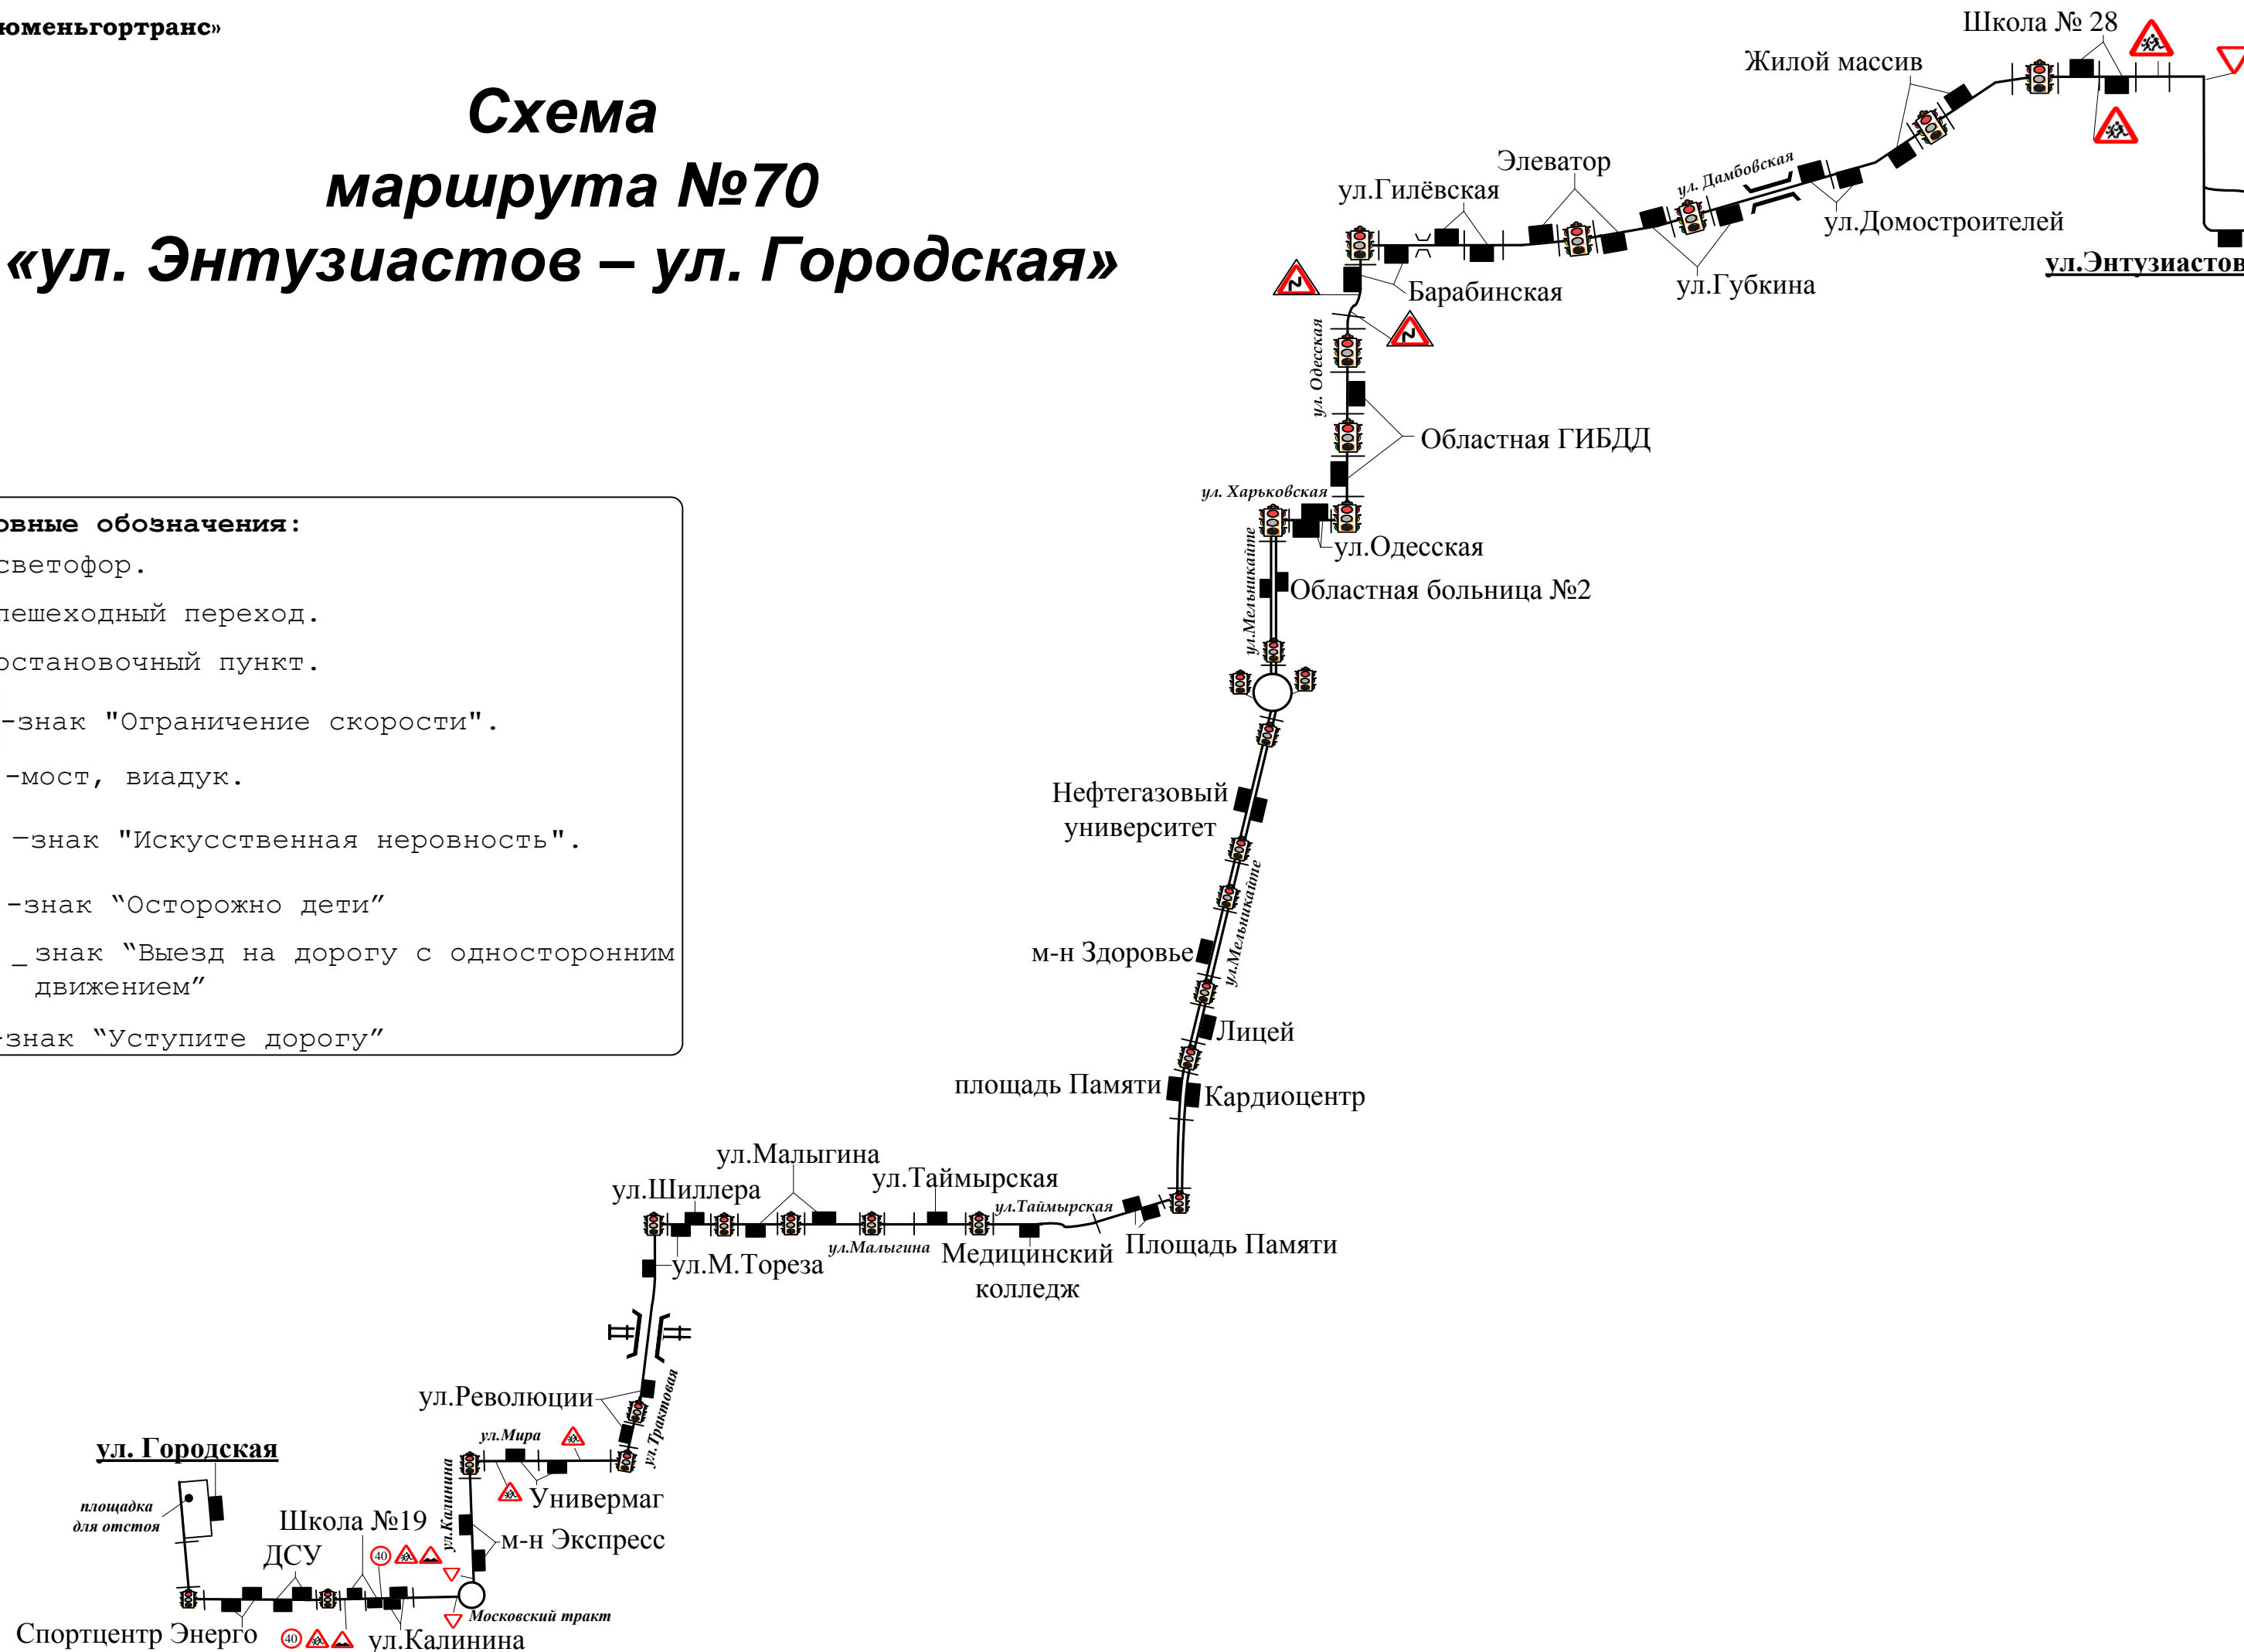 юменьгортранс»
Схема
маршрута №70
«ул. Энтузиастов – ул. Городская»
Школа № 28
Жилой массив
Элеватор
ул. Дамбовская
ул.Гилёвская
ул.Домостроителей
ул.Энтузиастов
ул.Губкина
Барабинская
ул. Одесская
Областная ГИБДД
ул. Харьковская
ул.Одесская
ул.Мельникайте
Областная больница №2
овные обозначения:
светофор.
пешеходный переход.
остановочный пункт.
-знак "Ограничение скорости".
-мост, виадук.
–знак "Искусственная неровность".
-знак “Осторожно дети”
_знак “Выезд на дорогу с односторонним
движением”
-знак “Уступите дорогу”
Нефтегазовый
университет
ул.Мельникайте
м-н Здоровье
Лицей
площадь Памяти
Кардиоцентр
ул.Малыгина
ул.Таймырская
ул.Шиллера
ул.Таймырская
ул.Малыгина
Медицинский
колледж
Площадь Памяти
ул.М.Тореза
ул.Революции
ул.Трактовая
ул.Мира
ул. Городская
ул.Калинина
Универмаг
площадка
для отстоя
Школа №19
м-н Экспресс
ДСУ
40
Московский тракт
Спортцентр Энерго
40
ул.Калинина